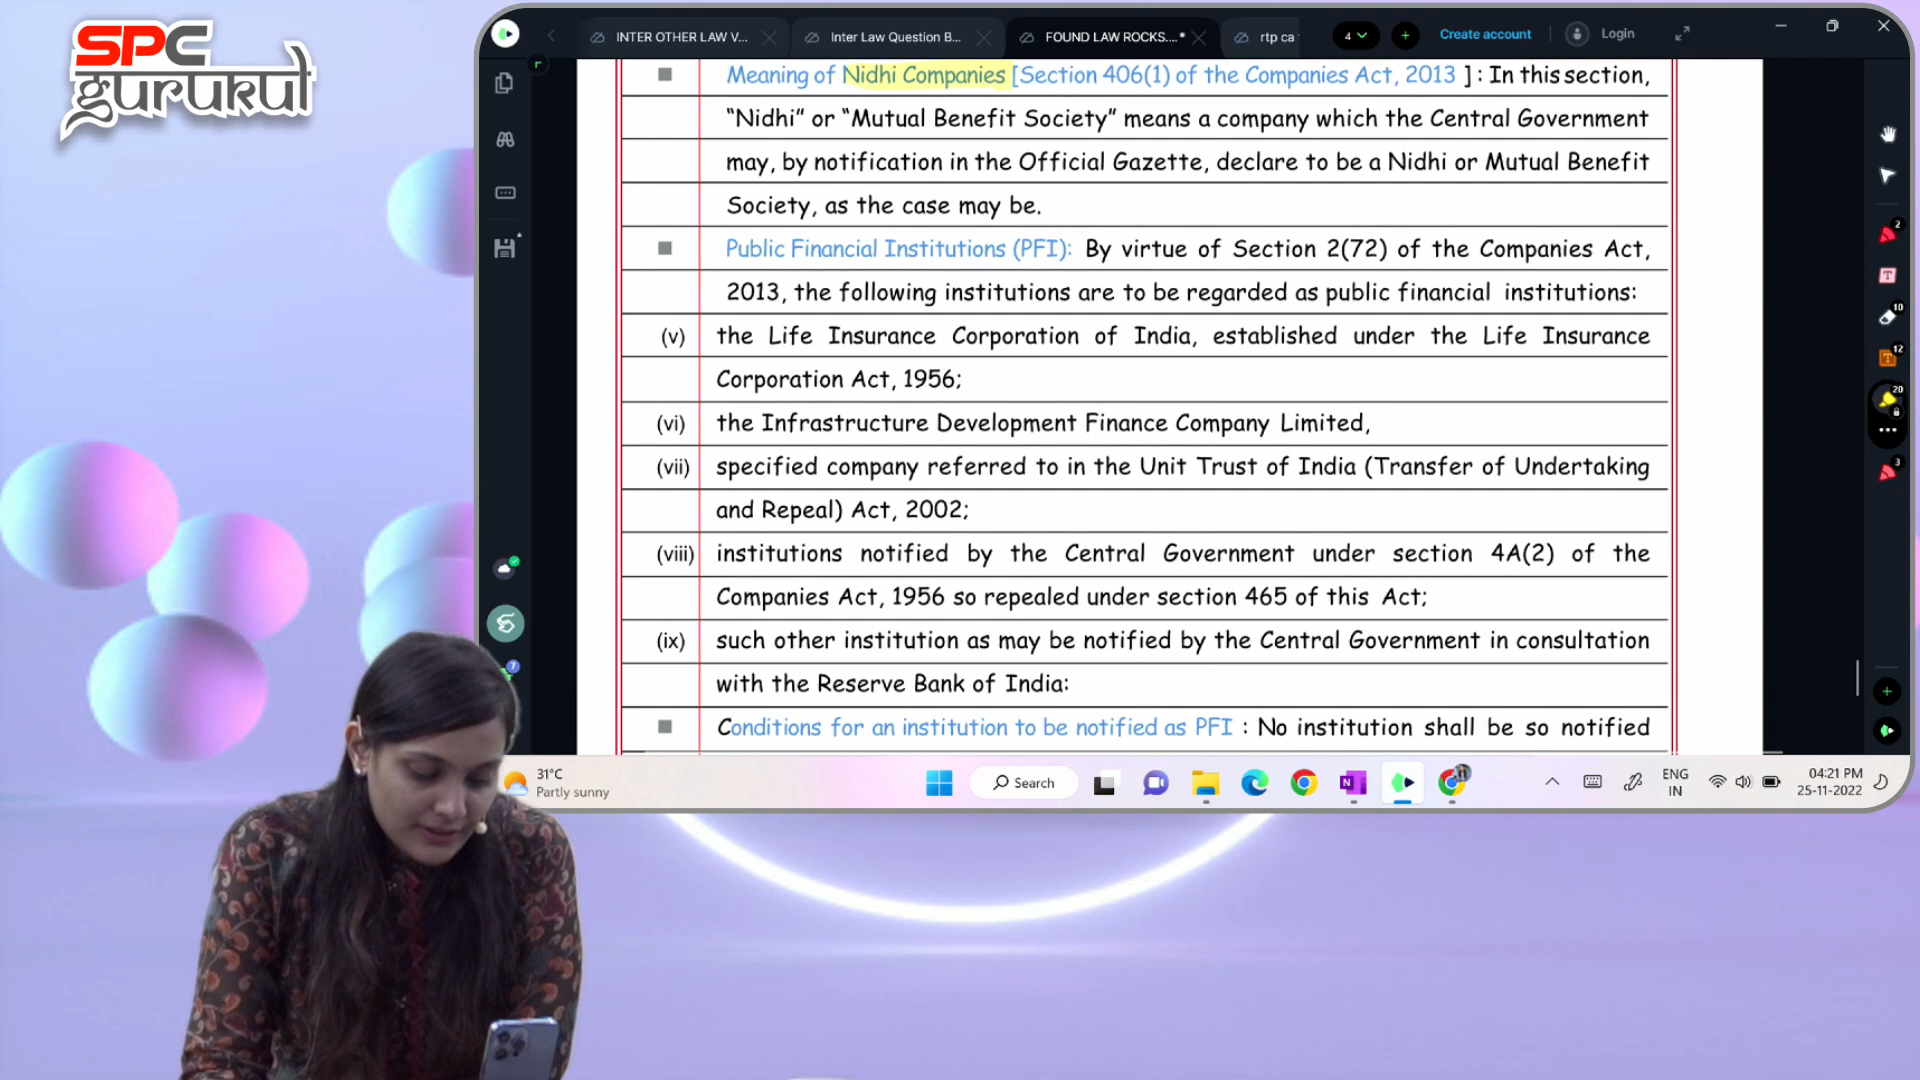 SPC
gurukul
INTER OTHER LAW V...
Inter Law Question B...
FOUND LAW ROCKS....*
rtp ca
4
Create account
Login
Meaning of Nidhi Companies [Section 406(1) of the Companies Act, 2013 ] : In this section,
“Nidhi” or “Mutual Benefit Society” means a company which the Central Government
may, by notification in the Official Gazette, declare to be a Nidhi or Mutual Benefit
Society, as the case may be.
Public Financial Institutions (PFI): By virtue of Section 2(72) of the Companies Act,
2013, the following institutions are to be regarded as public financial institutions:
(v) the Life Insurance Corporation of India, established under the Life Insurance
Corporation Act, 1956;
(vi) the Infrastructure Development Finance Company Limited,
(vii) specified company referred to in the Unit Trust of India (Transfer of Undertaking
and Repeal) Act, 2002;
(viii) institutions notified by the Central Government under section 4A(2) of the
Companies Act, 1956 so repealed under section 465 of this Act;
(ix) such other institution as may be notified by the Central Government in consultation
with the Reserve Bank of India:
Conditions for an institution to be notified as PFI : No institution shall be so notified
2
10
12
20
3
7
31°C
Partly sunny
Search
ENG
IN
04:21 PM
25-11-2022